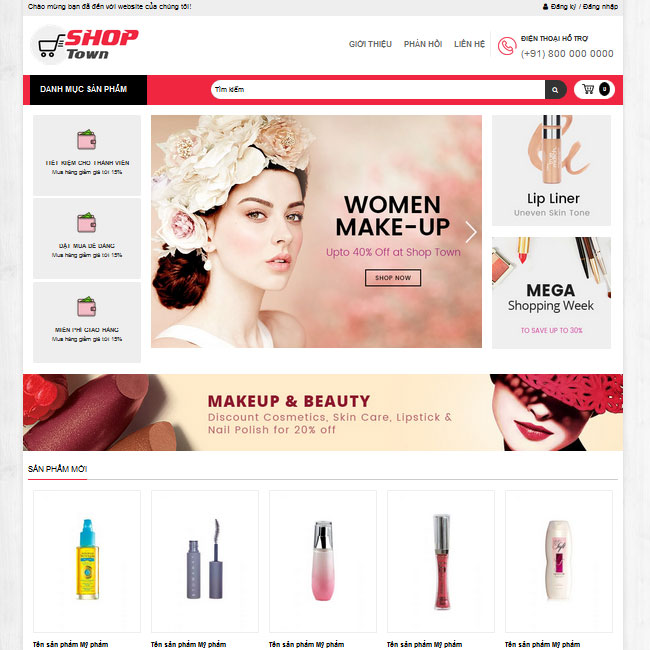 Chào mừng bạn đã đến với website của chúng tôi!
Đăng ký / Đăng nhập
SHOP
Town
GIỚI THIỆU
PHẢN HỒI
LIÊN HỆ
ĐIỆN THOẠI HỖ TRỢ
(+91) 800 000 0000
DANH MỤC SẢN PHẨM
Tìm kiếm
0
TIẾT KIỆM CHO THÀNH VIÊN
Mua hàng giảm giá tới 15%
ĐẶT MUA DỄ DÀNG
Mua hàng giảm giá tới 15%
MIỄN PHÍ GIAO HÀNG
Mua hàng giảm giá tới 15%
WOMEN
MAKE-UP
Upto 40% Off at Shop Town
SHOP NOW
Lip Liner
Uneven Skin Tone
MEGA
Shopping Week
TO SAVE UP TO 30%
MAKEUP & BEAUTY
Discount Cosmetics, Skin Care, Lipstick &
Nail Polish for 20% off
SẢN PHẨM MỚI
Tên sản phẩm Mỹ phẩm
Tên sản phẩm Mỹ phẩm
Tên sản phẩm Mỹ phẩm
Tên sản phẩm Mỹ phẩm
Tên sản phẩm Mỹ phẩm